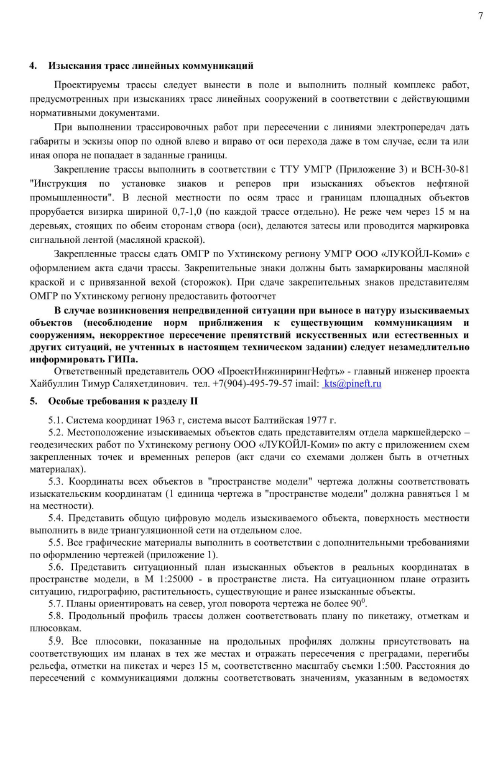 7
4. Изыскания трасс линейных коммуникаций
Проектируемы трассы следует вынести в поле и выполнить полный комплекс работ,
предусмотренных при изысканиях трасс линейных сооружений в соответствии с действующими
нормативными документами.
При выполнении трассировочных работ при пересечении с линиями электропередач дать
габариты и эскизы опор по одной влево и вправо от оси перехода даже в том случае, если та или
иная опора не попадает в заданные границы.
Закрепление трассы выполнить в соответствии с ТТУ УМГР (Приложение 3) и ВСН-30-81
"Инструкция по установке знаков и реперов при изысканиях объектов нефтяной
промышленности". В лесной местности по осям трасс и границам площадных объектов
прорубается визирка шириной 0,7-1,0 (по каждой трассе отдельно). Не реже чем через 15 м на
деревьях, стоящих по обеим сторонам створа (оси), делаются затесы или проводится маркировка
сигнальной лентой (масляной краской).
Закрепленные трассы сдать ОМГР по Ухтинскому региону УМГР ООО «ЛУКОЙЛ-Коми» с
оформлением акта сдачи трассы. Закрепительные знаки должны быть замаркированы масляной
краской и с привязанной вехой (сторожок). При сдаче закрепительных знаков представителям
ОМГР по Ухтинскому региону предоставить фотоотчет
В случае возникновения непредвиденной ситуации при выносе в натуру изыскиваемых
объектов (несоблюдение норм приближения к существующим коммуникациям и
сооружениям, некорректное пересечение препятствий искусственных или естественных и
других ситуаций, не учтенных в настоящем техническом задании) следует незамедлительно
информировать ГИПа.
Ответственный представитель ООО «ПроектИнжинирингНефть» - главный инженер проекта
Хайбуллин Тимур Саляхетдинович. тел. +7(904)-495-79-57 imail: kts@pineft.ru
5. Особые требования к разделу II
5.1. Система координат 1963 г, система высот Балтийская 1977 г.
5.2. Местоположение изыскиваемых объектов сдать представителям отдела маркшейдерско –
геодезических работ по Ухтинскому региону ООО «ЛУКОЙЛ-Коми» по акту с приложением схем
закрепленных точек и временных реперов (акт сдачи со схемами должен быть в отчетных
материалах).
5.3. Координаты всех объектов в "пространстве модели" чертежа должны соответствовать
изыскательским координатам (1 единица чертежа в "пространстве модели" должна равняться 1 м
на местности).
5.4. Представить общую цифровую модель изыскиваемого объекта, поверхность местности
выполнить в виде триангуляционной сети на отдельном слое.
5.5. Все графические материалы выполнить в соответствии с дополнительными требованиями
по оформлению чертежей (приложение 1).
5.6. Представить ситуационный план изысканных объектов в реальных координатах в
пространстве модели, в М 1:25000 - в пространстве листа. На ситуационном плане отразить
ситуацию, гидрографию, растительность, существующие и ранее изысканные объекты.
5.7. Планы ориентировать на север, угол поворота чертежа не более 90⁰.
5.8. Продольный профиль трассы должен соответствовать плану по пикетажу, отметкам и
плюсовкам.
5.9. Все плюсовки, показанные на продольных профилях должны присутствовать на
соответствующих им планах в тех же местах и отражать пересечения с преградами, перегибы
рельефа, отметки на пикетах и через 15 м, соответственно масштабу съемки 1:500. Расстояния до
пересечений с коммуникациями должны соответствовать значениям, указанным в ведомостях